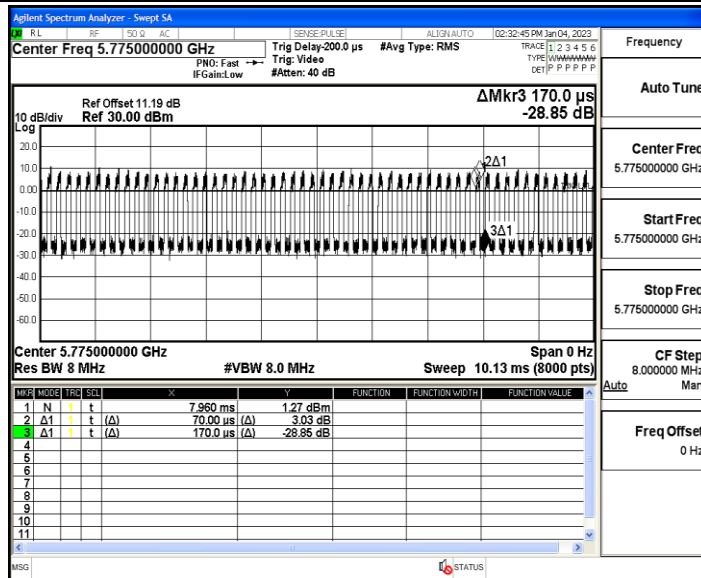 Agilent Spectrum Analyzer - Swept SA
RL RF 50 Ω AC SENSE:PULSE ALIGN AUTO 02:32:45 PM Jan 04, 2023
Center Freq 5.775000000 GHz
PNO: Fast
IFGain:Low
Trig Delay-200.0 µs
Trig: Video
#Atten: 40 dB
#Avg Type: RMS
TRACE 1 2 3 4 5 6
TYPE
DET P P P P P P
Ref Offset 11.19 dB
10 dB/div Ref 30.00 dBm
Log
ΔMkr3 170.0 µs
-28.85 dB
20.0
10.0
0.00
-10.0
-20.0
-30.0
-40.0
-50.0
-60.0
2Δ1
3Δ1
Center 5.775000000 GHz Span 0 Hz
Res BW 8 MHz #VBW 8.0 MHz Sweep 10.13 ms (8000 pts)
MKR MODE TRC SCL X Y FUNCTION FUNCTION WIDTH FUNCTION VALUE
1 N 1 t 7.960 ms 1.27 dBm
2 Δ1 1 t (Δ) 70.00 µs (Δ) 3.03 dB
3 Δ1 1 t (Δ) 170.0 µs (Δ) -28.85 dB
4
5
6
7
8
9
10
11
MSG STATUS
Frequency
Auto Tune
Center Freq
5.775000000 GHz
Start Freq
5.775000000 GHz
Stop Freq
5.775000000 GHz
CF Step
8.000000 MHz
Auto Man
Freq Offset
0 Hz